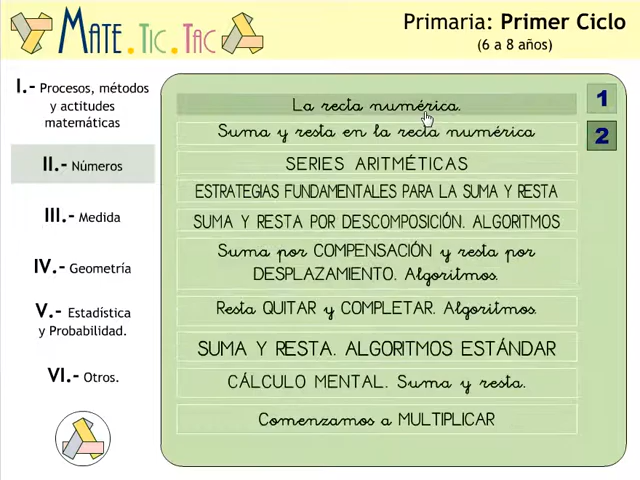 MATE.TIC.TAC
Primaria: Primer Ciclo
(6 a 8 años)
I.- Procesos, métodos
y actitudes
matemáticas
II.- Números
III.- Medida
IV.- Geometría
V.- Estadística
y Probabilidad.
VI.- Otros.
La recta numérica.
Suma y resta en la recta numérica
SERIES ARITMÉTICAS
ESTRATEGIAS FUNDAMENTALES PARA LA SUMA Y RESTA
SUMA Y RESTA POR DESCOMPOSICIÓN. ALGORITMOS
Suma por COMPENSACIÓN y resta por
DESPLAZAMIENTO. Algoritmos.
Resta QUITAR y COMPLETAR. Algoritmos.
SUMA Y RESTA. ALGORITMOS ESTÁNDAR
CÁLCULO MENTAL. Suma y resta.
Comenzamos a MULTIPLICAR
1
2